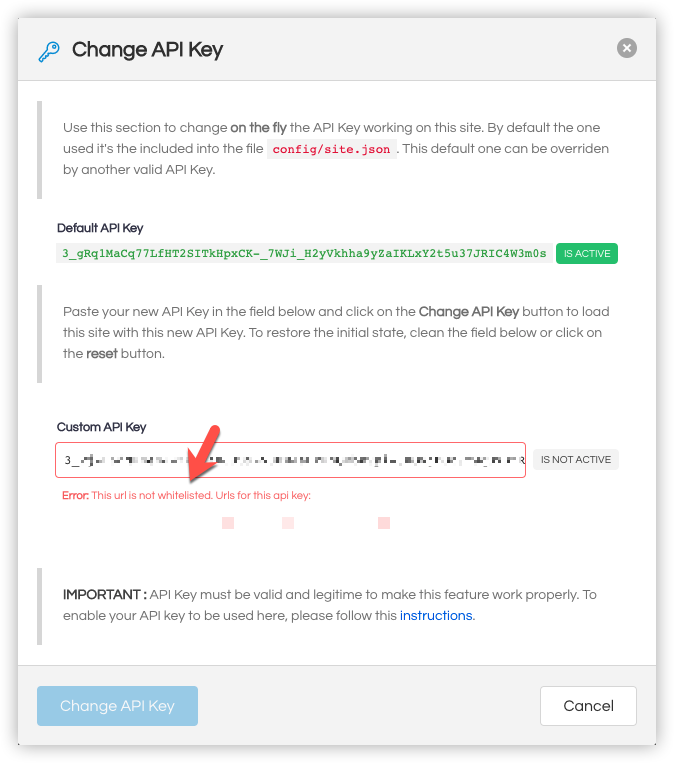 Change API Key
Use this section to change on the fly the API Key working on this site. By default the one
used it's the included into the file config/site.json. This default one can be overriden
by another valid API Key.
Default API Key
3_gRq1MaCq77LfHT2SITkHpxCK-_7WJi_H2yVkhha9yZaIKLxY2t5u37JRIC4W3m0s IS ACTIVE
Paste your new API Key in the field below and click on the Change API Key button to load
this site with this new API Key. To restore the initial state, clean the field below or click on
the reset button.
Custom API Key
3_ IS NOT ACTIVE
Error: This url is not whitelisted. Urls for this api key:
IMPORTANT : API Key must be valid and legitime to make this feature work properly. To
enable your API key to be used here, please follow this instructions.
Change API Key Cancel